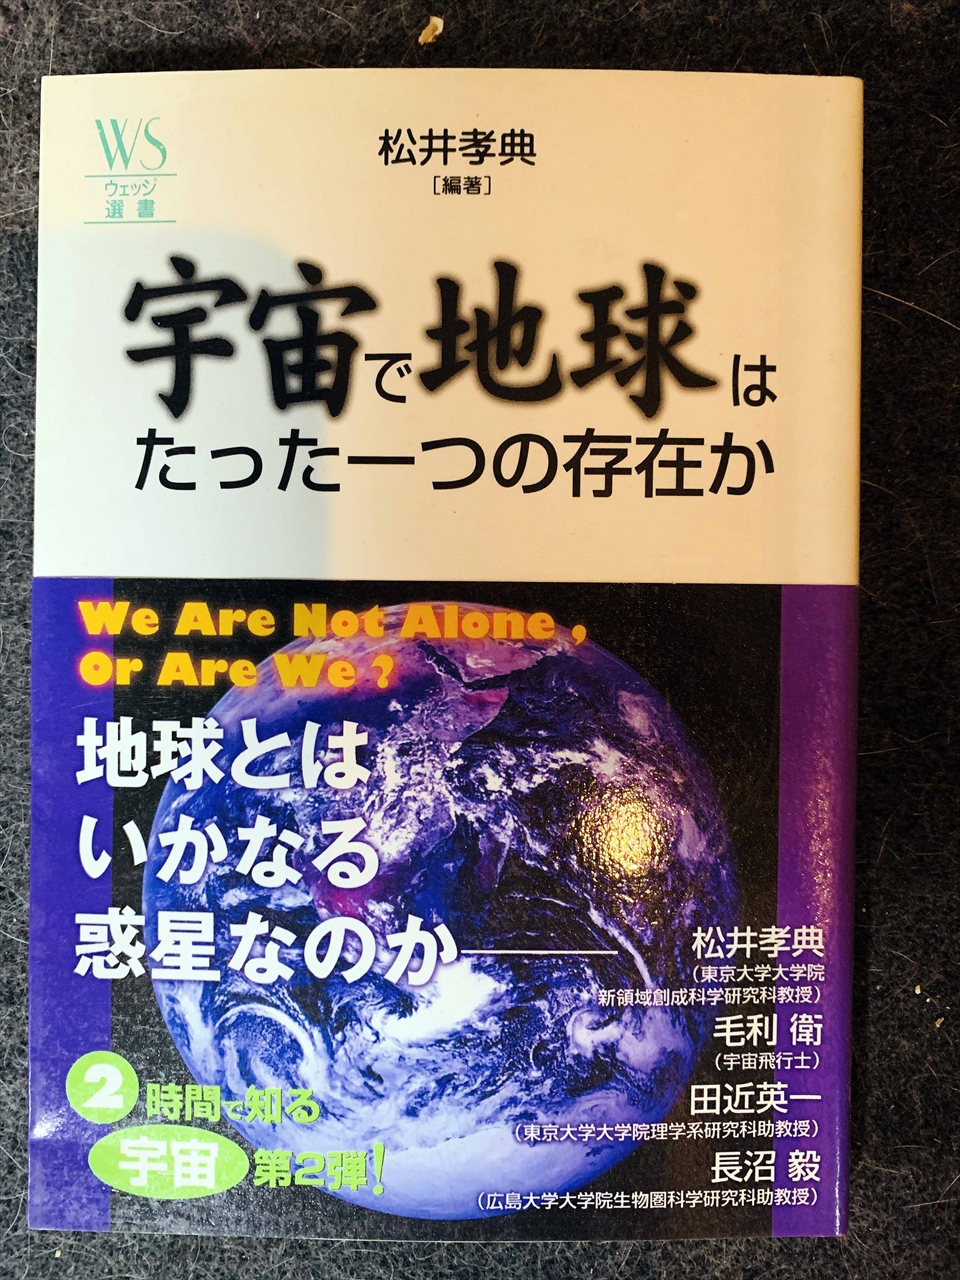 WS
ウェッジ
選書
松井孝典
［編著］
宇宙で地球は
たった一つの存在か
We Are Not Alone ,
Or Are We ?
地球とは
いかなる
惑星なのか――
松井孝典
（東京大学大学院
新領域創成科学研究科教授）
毛利 衛
（宇宙飛行士）
田近英一
（東京大学大学院理学系研究科助教授）
長沼 毅
（広島大学大学院生物圏科学研究科助教授）
2時間で知る
宇宙 第2弾！